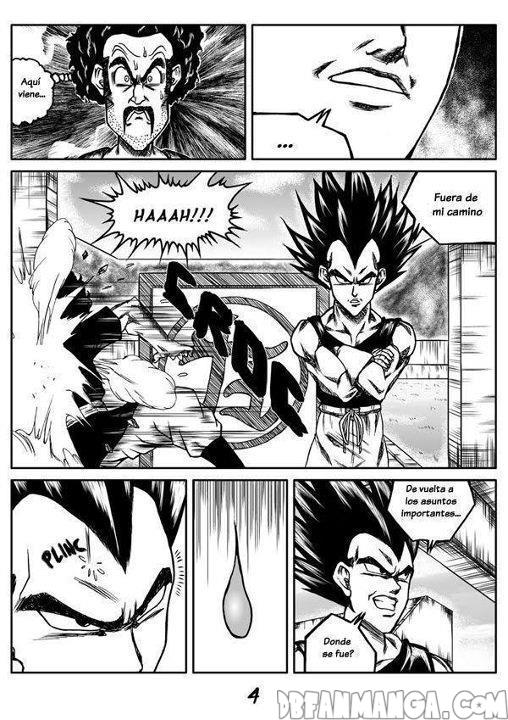 Aquí
viene...
...
HAAAH!!!
Fuera de
mi camino
CROC
PLINC
De vuelta a
los asuntos
importantes...
Donde
se fue?
4
DBFANMANGA.COM